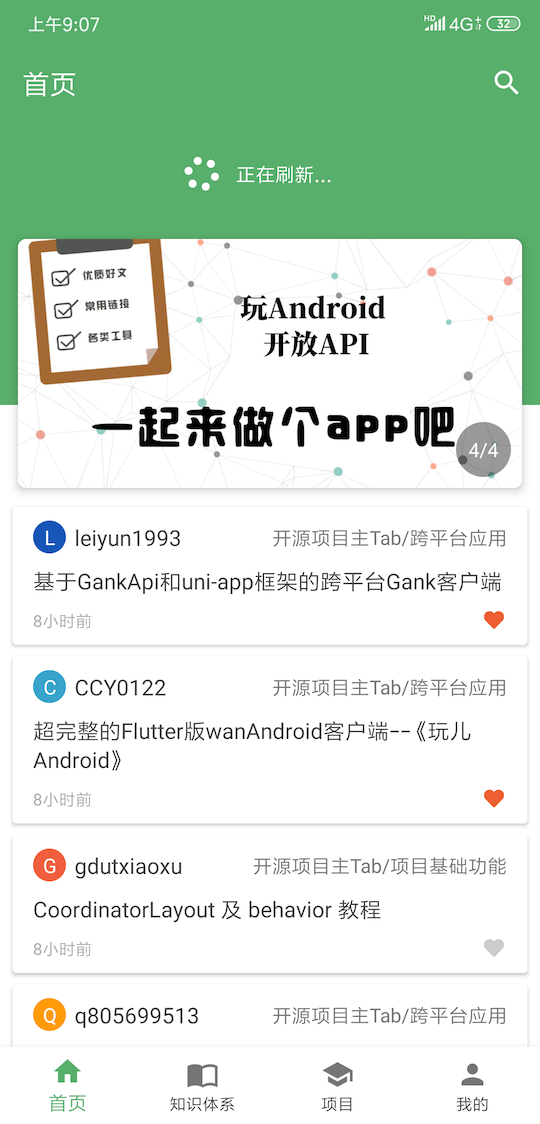 上午9:07
HD 4G+ 32
首页
正在刷新...
优质好文
常用链接
各类工具
玩Android
开放API
一起来做个app吧
4/4
L leiyun1993 开源项目主Tab/跨平台应用
基于GankApi和uni-app框架的跨平台Gank客户端
8小时前
C CCY0122 开源项目主Tab/跨平台应用
超完整的Flutter版wanAndroid客户端--《玩儿
Android》
8小时前
G gdutxiaoxu 开源项目主Tab/项目基础功能
CoordinatorLayout 及 behavior 教程
8小时前
Q q805699513 开源项目主Tab/跨平台应用
首页 知识体系 项目 我的